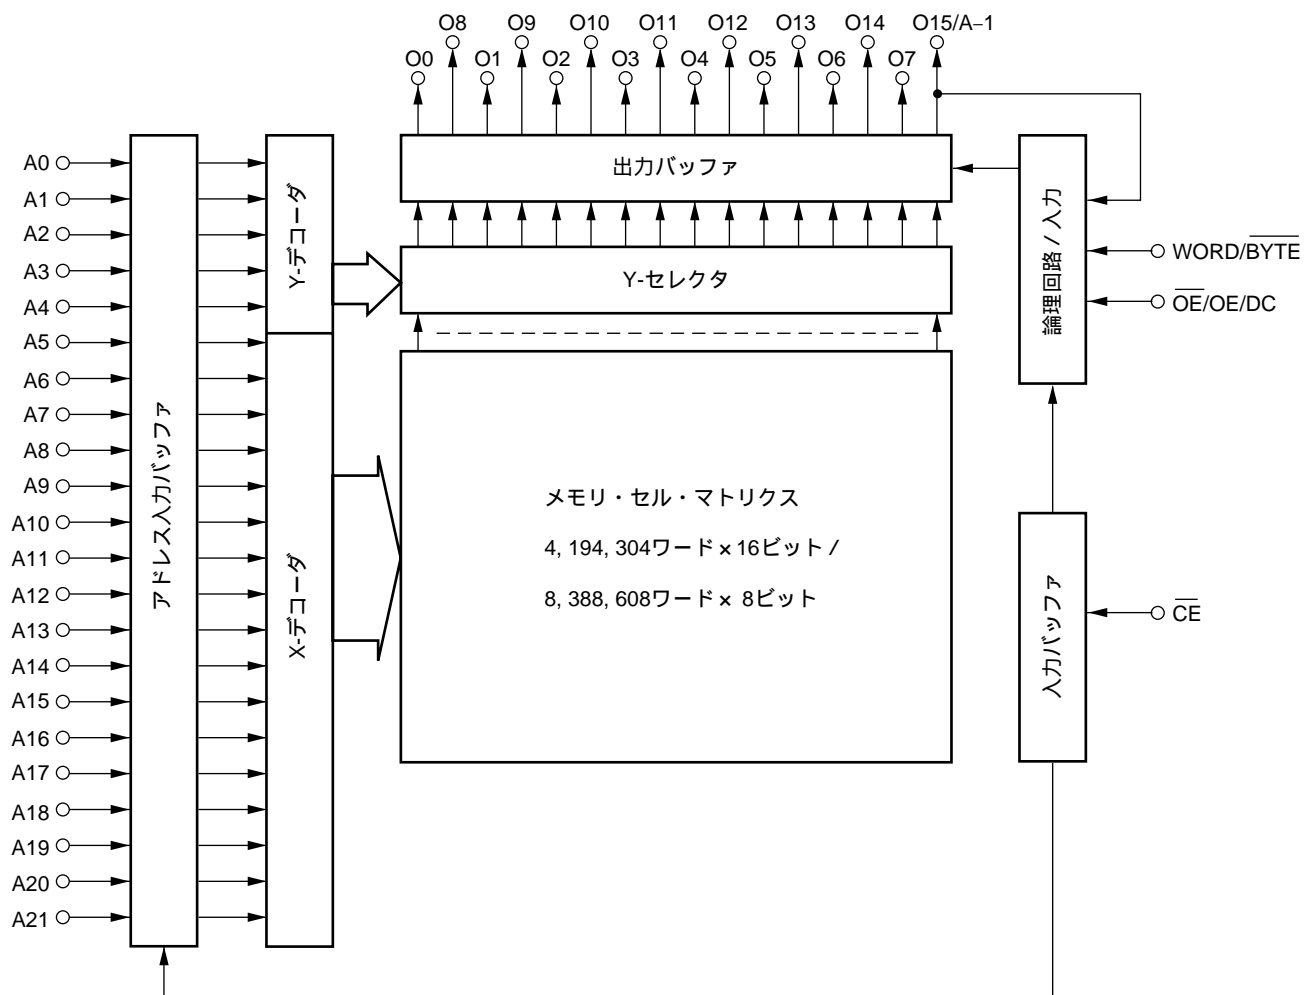 O8 O9 O10 O11 O12 O13 O14 O15/A–1
O0 O1 O2 O3 O4 O5 O6 O7
出力バッファ
Y-セレクタ
メモリ・セル・マトリクス
4, 194, 304ワード×16ビット /
8, 388, 608ワード× 8ビット
A0
A1
A2
A3
A4
A5
A6
A7
A8
A9
A10
A11
A12
A13
A14
A15
A16
A17
A18
A19
A20
A21
アドレス入力バッファ
Y-デコーダ
X-デコーダ
論理回路 / 入力
入力バッファ
WORD/B̅Y̅T̅E̅
O̅E̅/OE/DC
C̅E̅